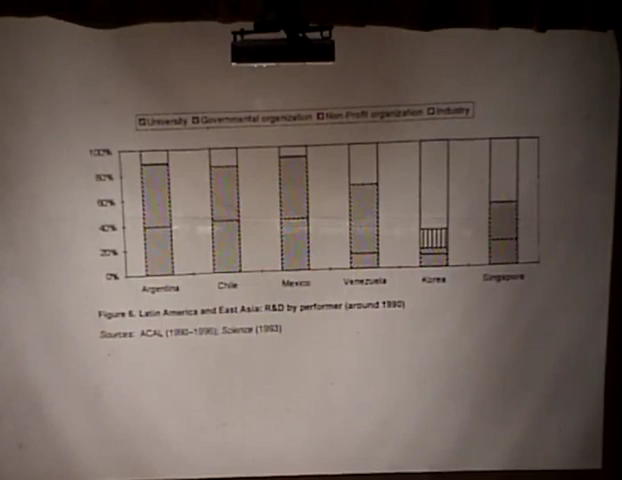 University Governmental organization Non-Profit organization Industry
100%
80%
60%
40%
20%
0%
Argentina Chile Mexico Venezuela Korea Singapore
Figure 6. Latin America and East Asia: R&D by performer (around 1990)
Sources: ACAL (1990–1996); Science (1993)